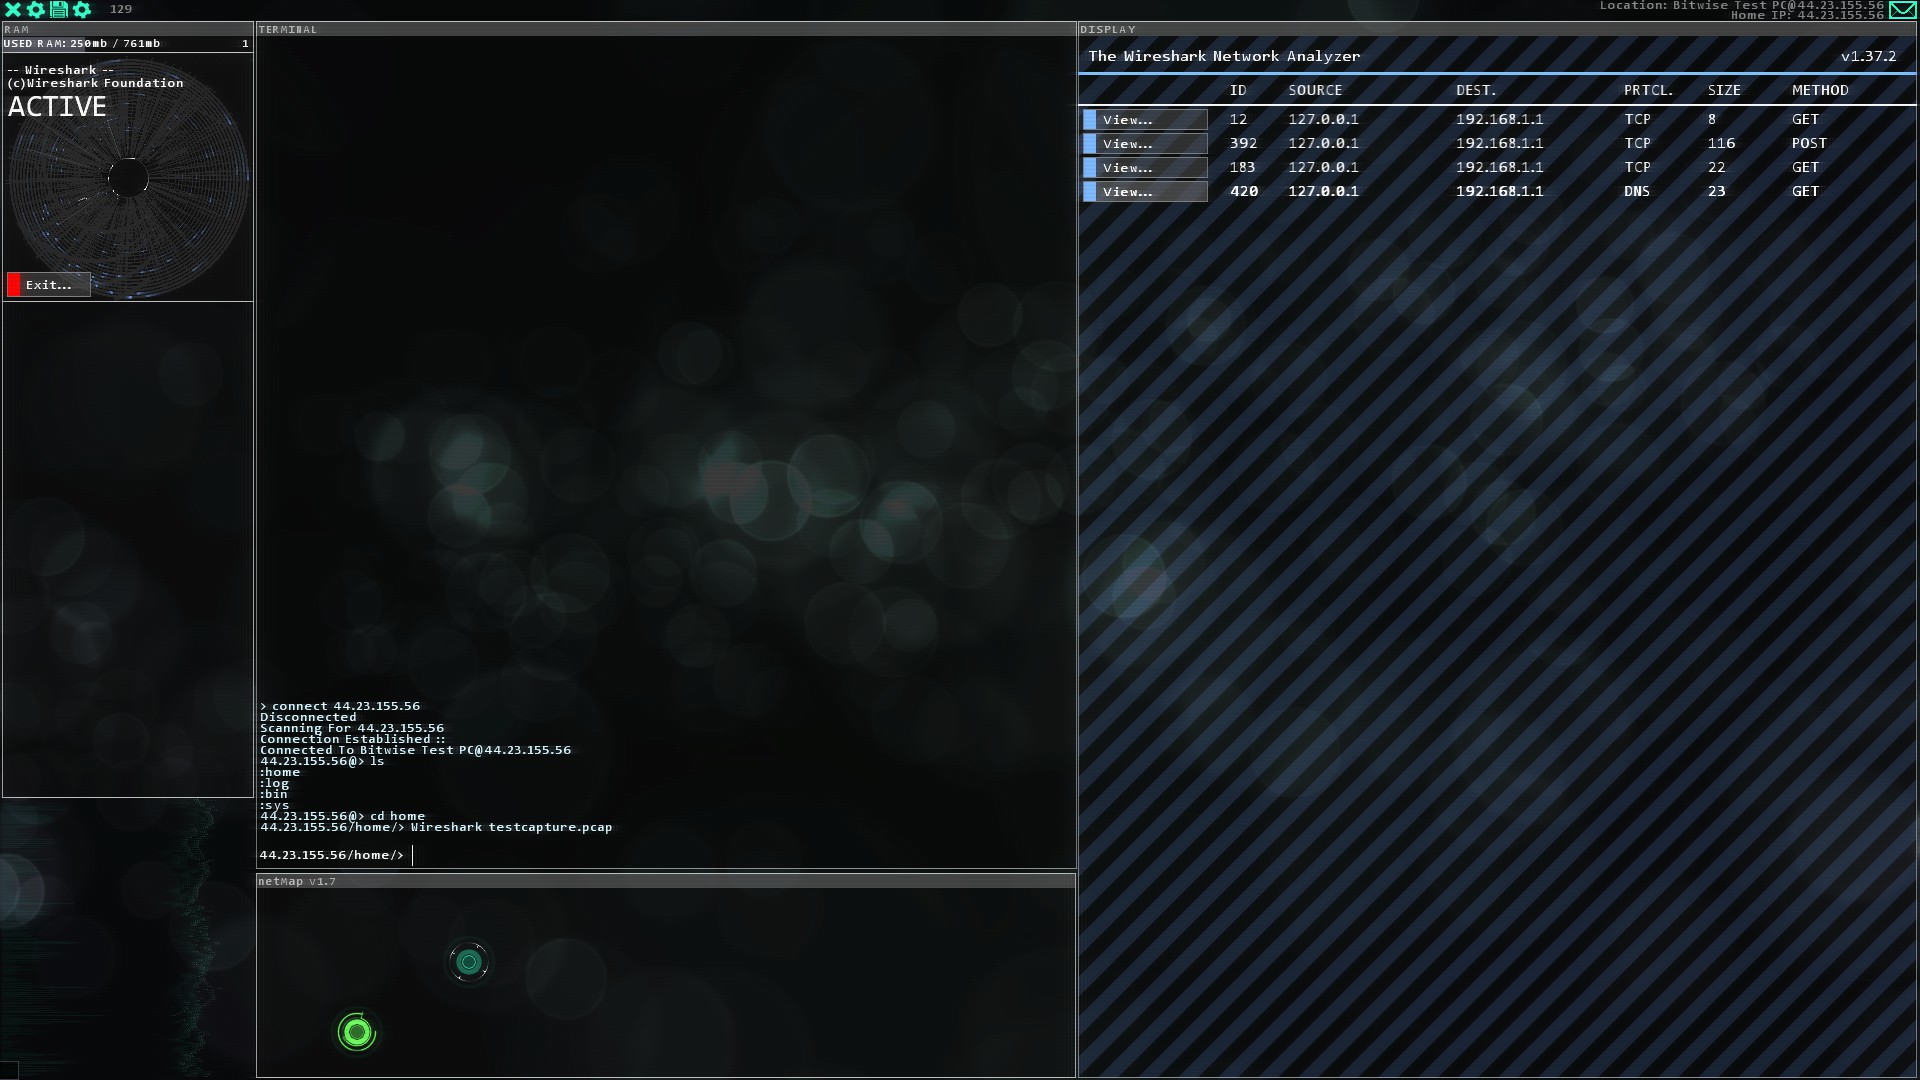 129
Location: Bitwise Test PC@44.23.155.56
Home IP: 44.23.155.56
RAM
USED RAM: 250mb / 761mb 1
-- Wireshark --
(c)Wireshark Foundation
ACTIVE
Exit...
TERMINAL
> connect 44.23.155.56
Disconnected
Scanning For 44.23.155.56
Connection Established ::
Connected To Bitwise Test PC@44.23.155.56
44.23.155.56@> ls
:home
:log
:bin
:sys
44.23.155.56@> cd home
44.23.155.56/home/> Wireshark testcapture.pcap
44.23.155.56/home/>
netMap v1.7
DISPLAY
The Wireshark Network Analyzer v1.37.2
ID SOURCE DEST. PRTCL. SIZE METHOD
View... 12 127.0.0.1 192.168.1.1 TCP 8 GET
View... 392 127.0.0.1 192.168.1.1 TCP 116 POST
View... 183 127.0.0.1 192.168.1.1 TCP 22 GET
View... 420 127.0.0.1 192.168.1.1 DNS 23 GET